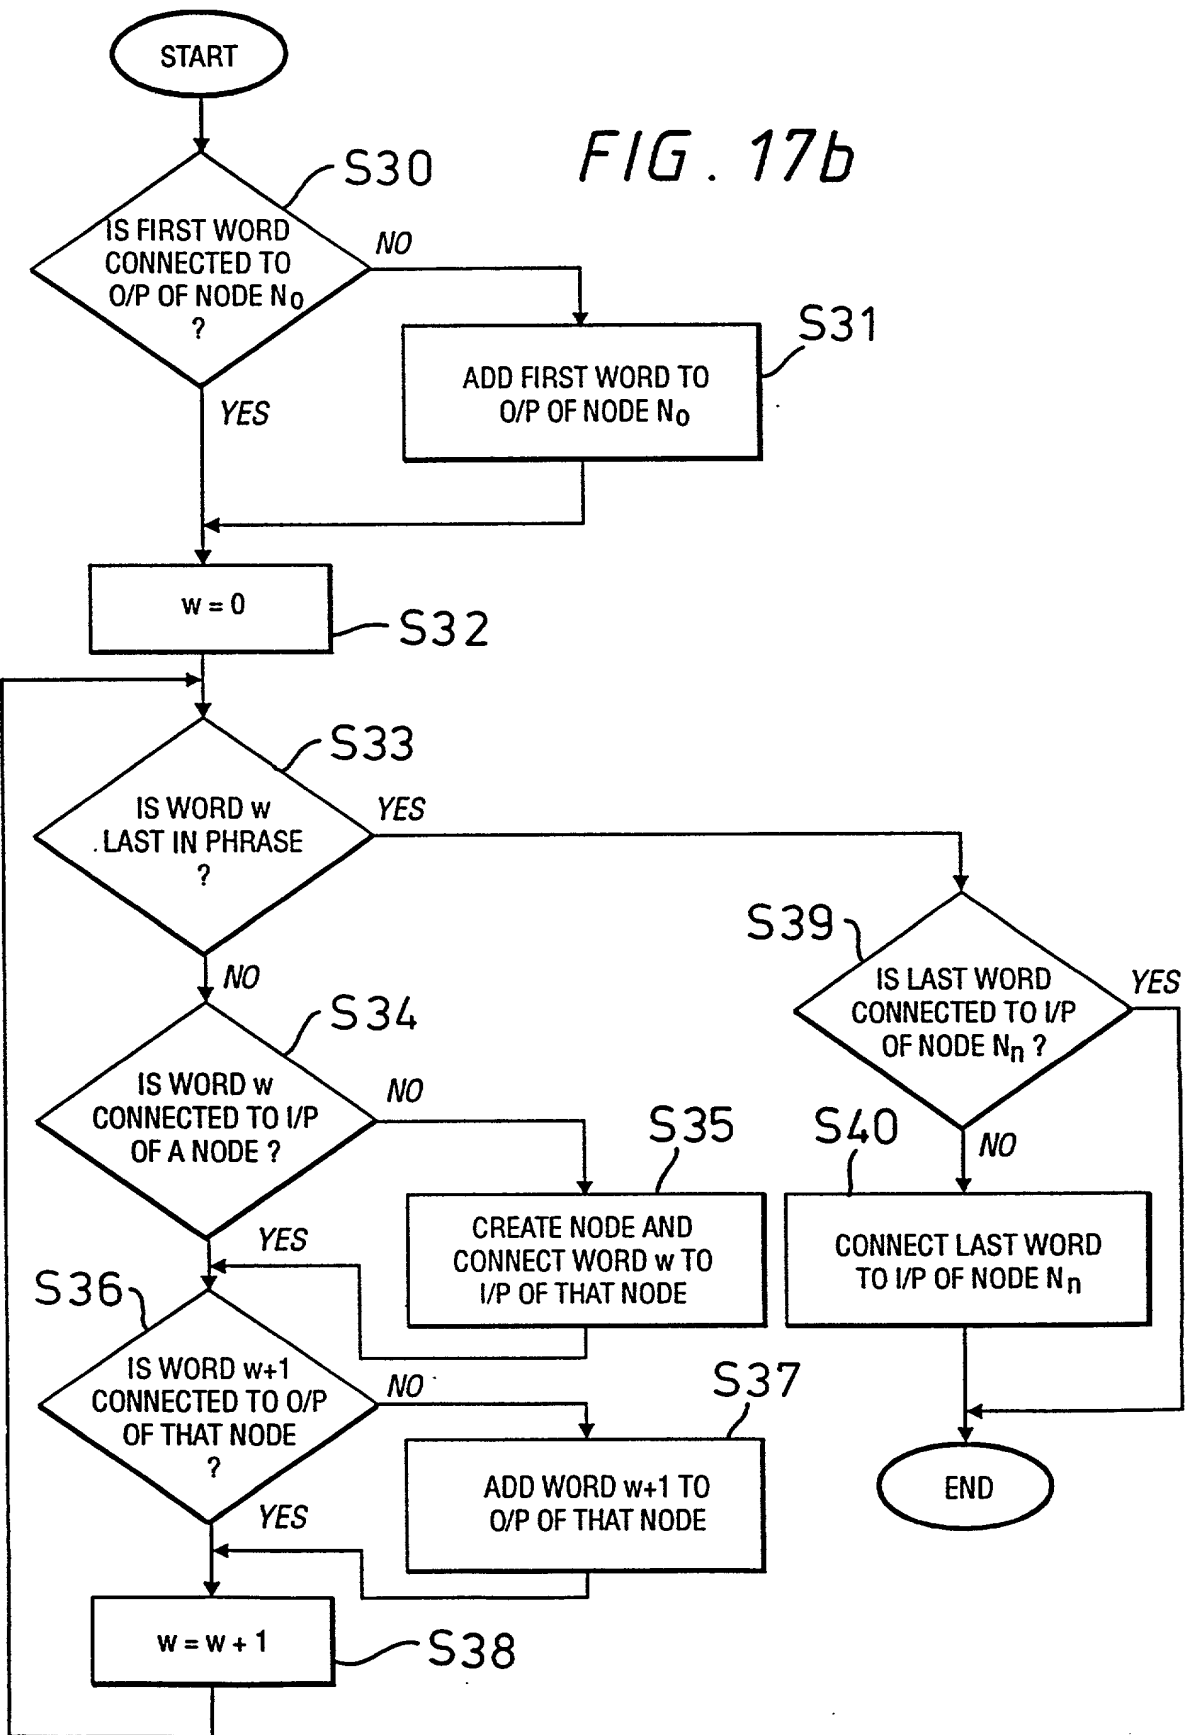 START
FIG. 17b
S30
IS FIRST WORD
CONNECTED TO
O/P OF NODE N₀
?
NO
YES
S31
ADD FIRST WORD TO
O/P OF NODE N₀
w = 0
S32
S33
IS WORD w
LAST IN PHRASE
?
YES
NO
S34
IS WORD w
CONNECTED TO I/P
OF A NODE ?
NO
YES
S35
CREATE NODE AND
CONNECT WORD w TO
I/P OF THAT NODE
S36
IS WORD w+1
CONNECTED TO O/P
OF THAT NODE
?
NO
YES
S37
ADD WORD w+1 TO
O/P OF THAT NODE
w = w + 1
S38
S39
IS LAST WORD
CONNECTED TO I/P
OF NODE Nₙ ?
YES
NO
S40
CONNECT LAST WORD
TO I/P OF NODE Nₙ
END